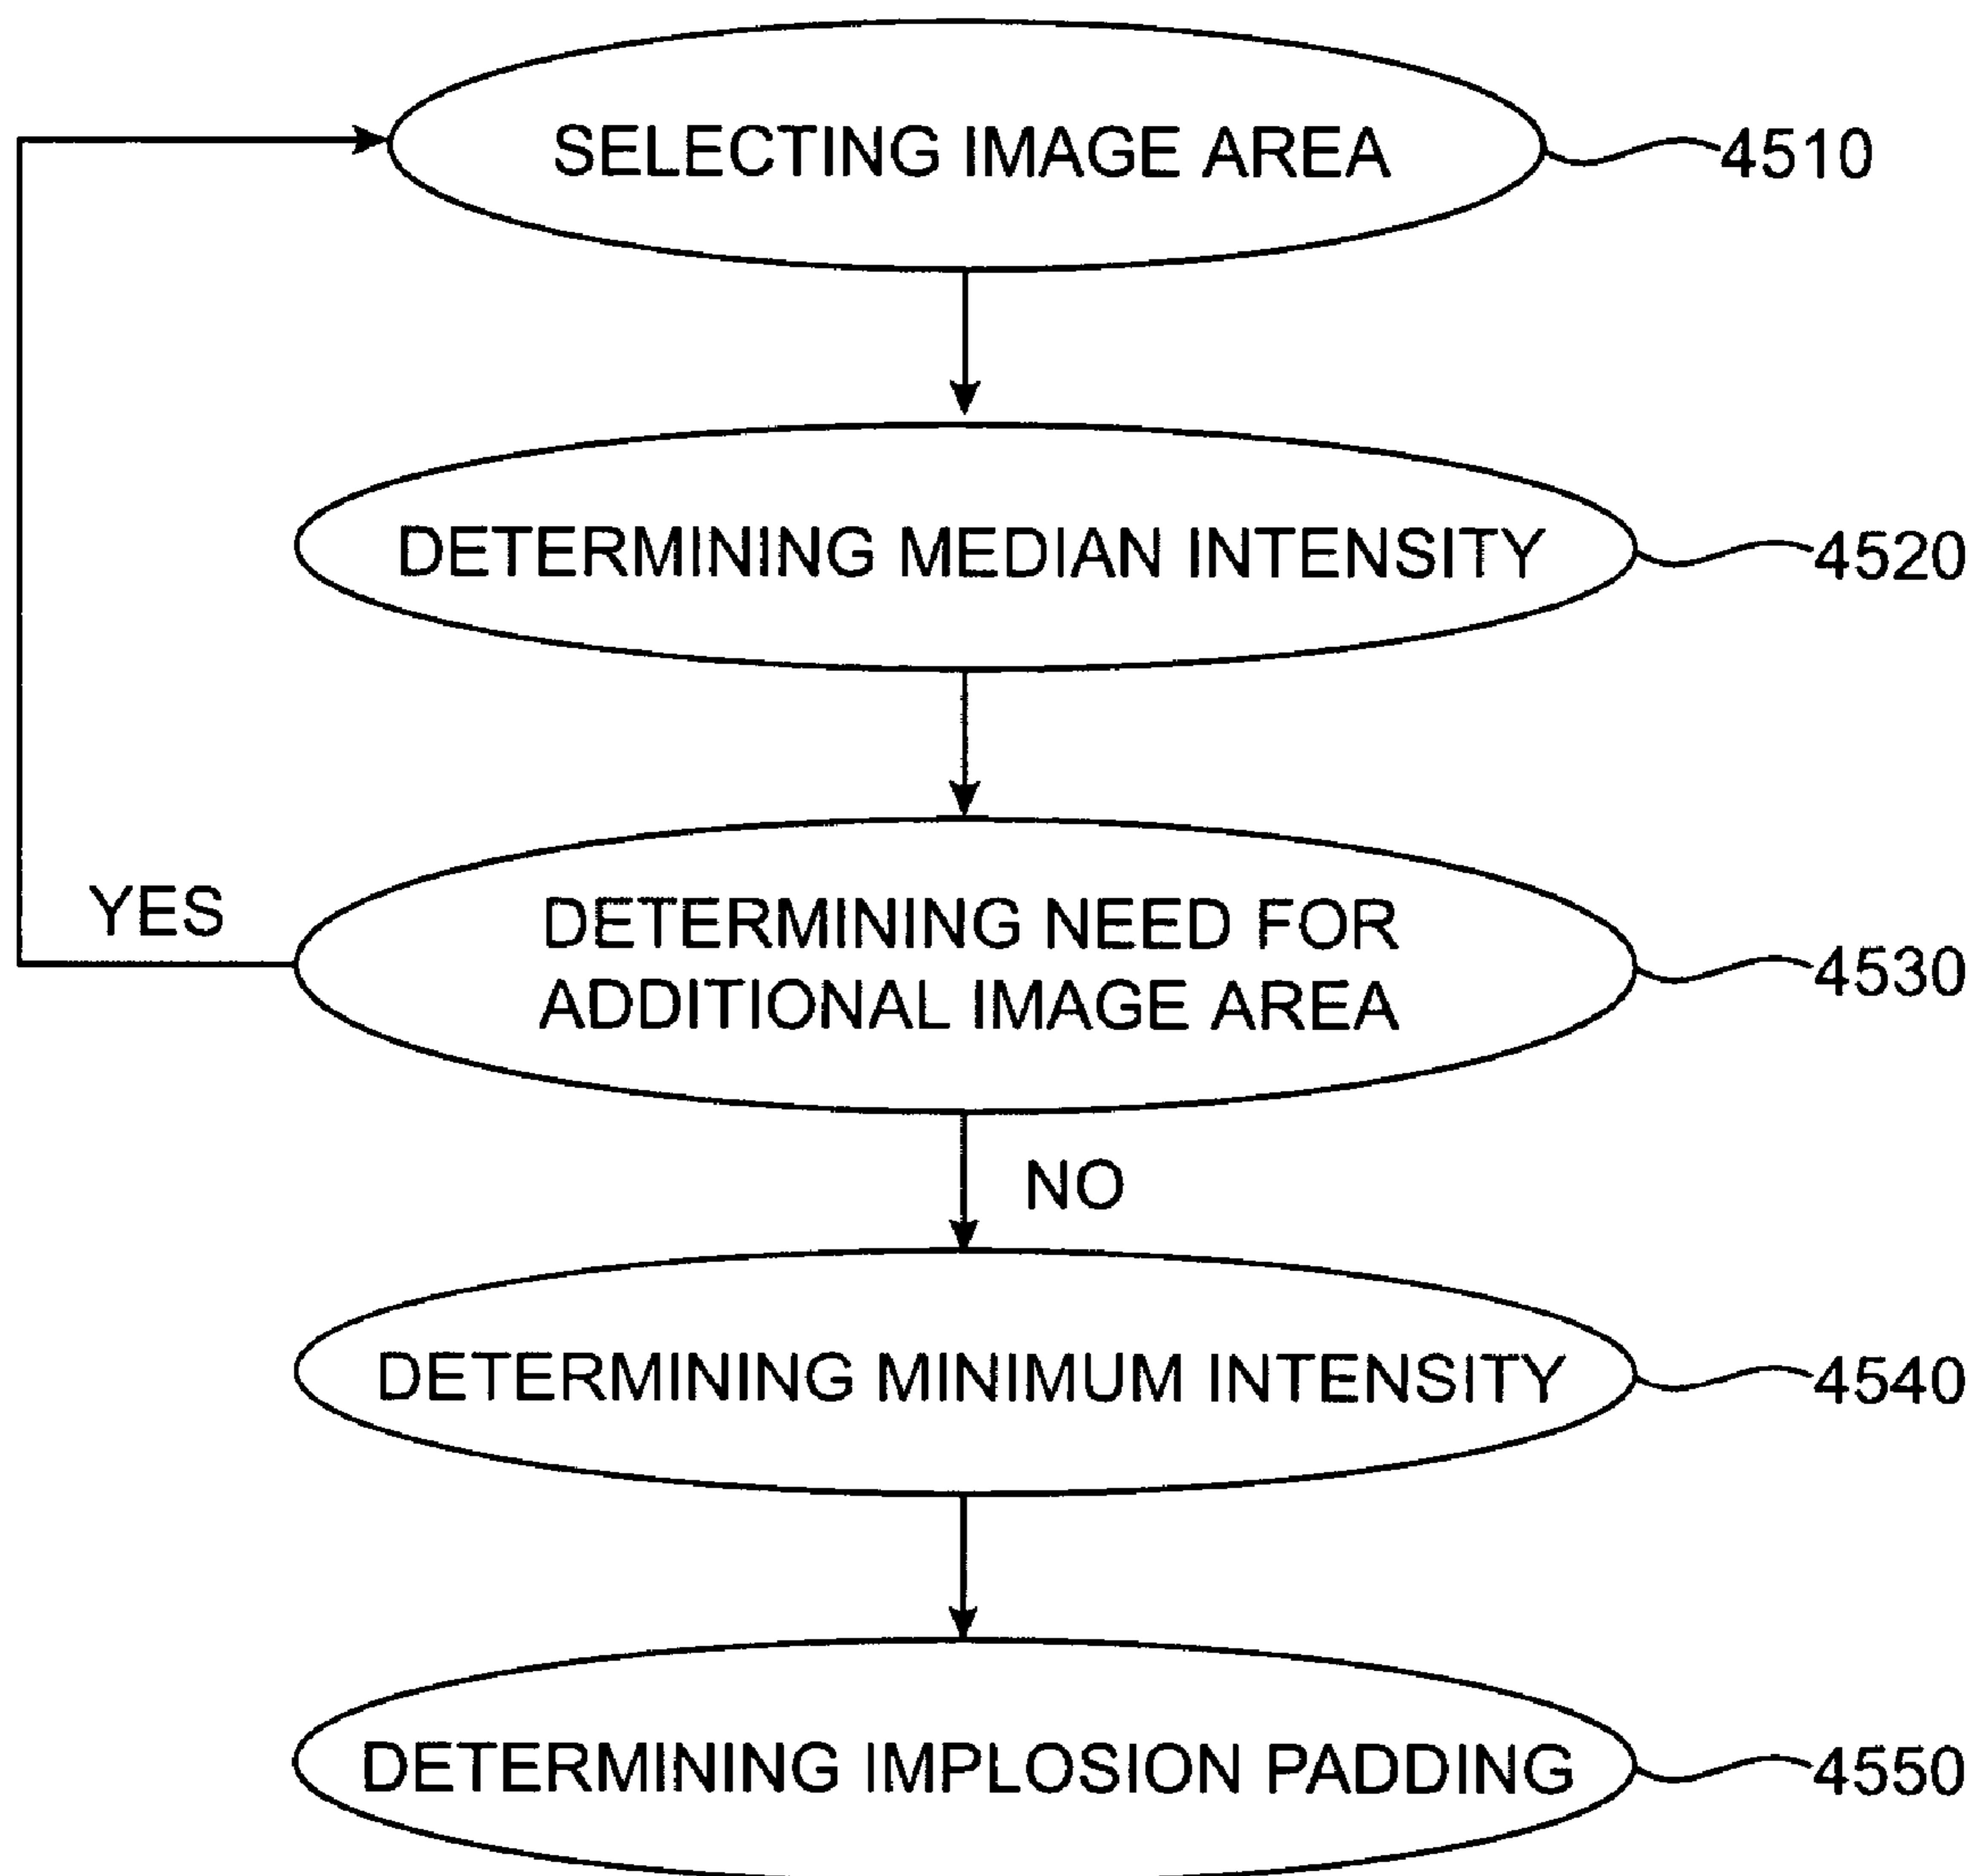 SELECTING IMAGE AREA
4510
DETERMINING MEDIAN INTENSITY
4520
YES
DETERMINING NEED FOR
ADDITIONAL IMAGE AREA
4530
NO
DETERMINING MINIMUM INTENSITY
4540
DETERMINING IMPLOSION PADDING
4550